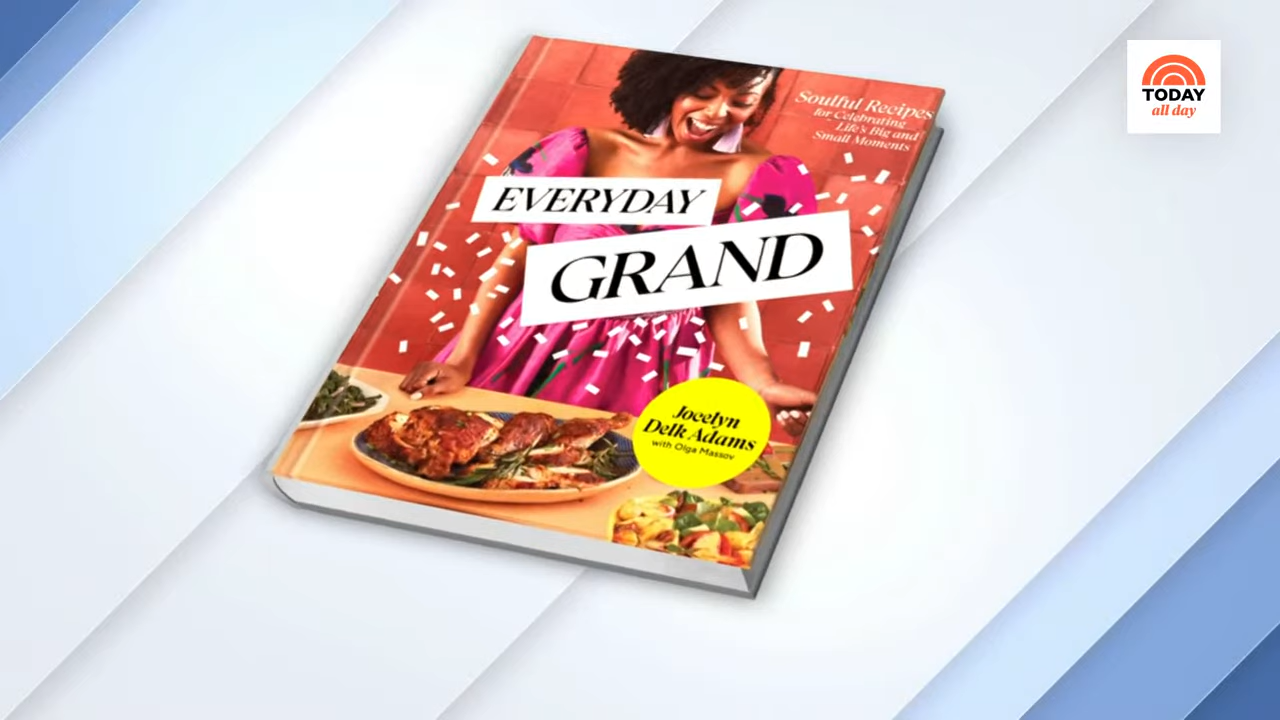 Soulful Recipes
for Celebrating
Life's Big and
Small Moments
EVERYDAY
GRAND
Jocelyn
Delk Adams
with Olga Massov
TODAY
all day